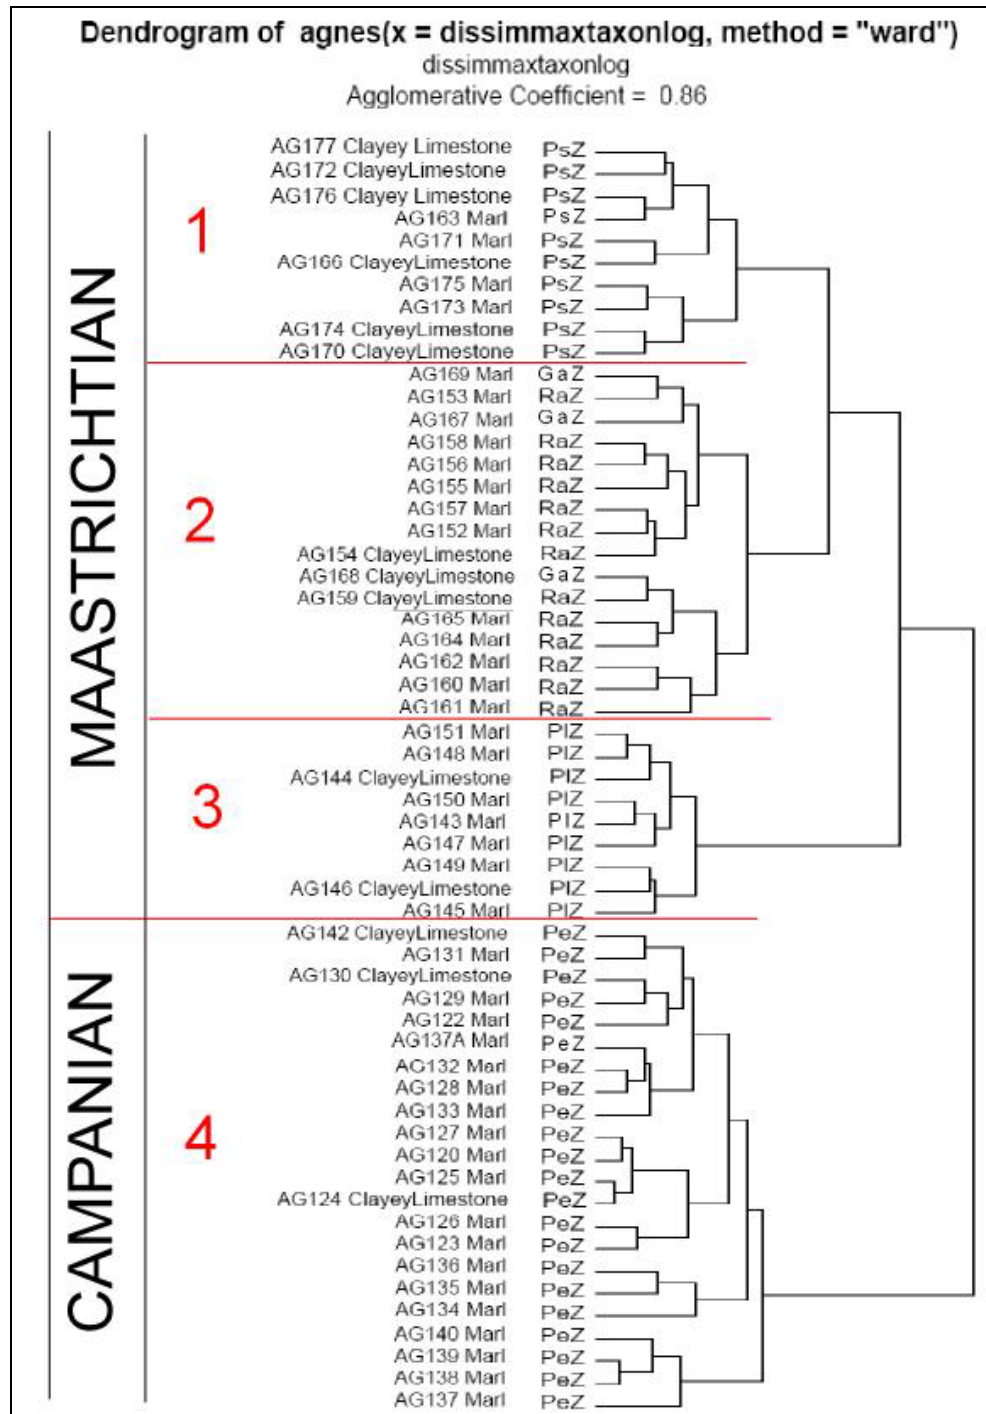 Dendrogram of agnes(x = dissimmaxtaxonlog, method = "ward")
dissimmaxtaxonlog
Agglomerative Coefficient = 0.86
MAASTRICHTIAN
1
AG177 Clayey Limestone PsZ
AG172 ClayeyLimestone PsZ
AG176 Clayey Limestone PsZ
AG163 Marl PsZ
AG171 Marl PsZ
AG166 ClayeyLimestone PsZ
AG175 Marl PsZ
AG173 Marl PsZ
AG174 ClayeyLimestone PsZ
AG170 ClayeyLimestone PsZ
2
AG169 Marl GaZ
AG153 Marl RaZ
AG167 Marl GaZ
AG158 Marl RaZ
AG156 Marl RaZ
AG155 Marl RaZ
AG157 Marl RaZ
AG152 Marl RaZ
AG154 ClayeyLimestone RaZ
AG168 ClayeyLimestone GaZ
AG159 ClayeyLimestone RaZ
AG165 Marl RaZ
AG164 Marl RaZ
AG162 Marl RaZ
AG160 Marl RaZ
AG161 Marl RaZ
3
AG151 Marl PIZ
AG148 Marl PIZ
AG144 ClayeyLimestone PIZ
AG150 Marl PIZ
AG143 Marl PIZ
AG147 Marl PIZ
AG149 Marl PIZ
AG146 ClayeyLimestone PIZ
AG145 Marl PIZ
CAMPANIAN
4
AG142 ClayeyLimestone PeZ
AG131 Marl PeZ
AG130 ClayeyLimestone PeZ
AG129 Marl PeZ
AG122 Marl PeZ
AG137A Marl PeZ
AG132 Marl PeZ
AG128 Marl PeZ
AG133 Marl PeZ
AG127 Marl PeZ
AG120 Marl PeZ
AG125 Marl PeZ
AG124 ClayeyLimestone PeZ
AG126 Marl PeZ
AG123 Marl PeZ
AG136 Marl PeZ
AG135 Marl PeZ
AG134 Marl PeZ
AG140 Marl PeZ
AG139 Marl PeZ
AG138 Marl PeZ
AG137 Marl PeZ